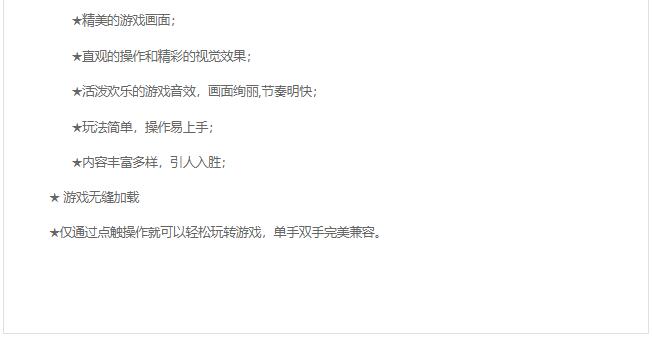 ★精美的游戏画面；
★直观的操作和精彩的视觉效果；
★活泼欢乐的游戏音效，画面绚丽,节奏明快；
★玩法简单，操作易上手；
★内容丰富多样，引人入胜；
★ 游戏无缝加载
★仅通过点触操作就可以轻松玩转游戏，单手双手完美兼容。